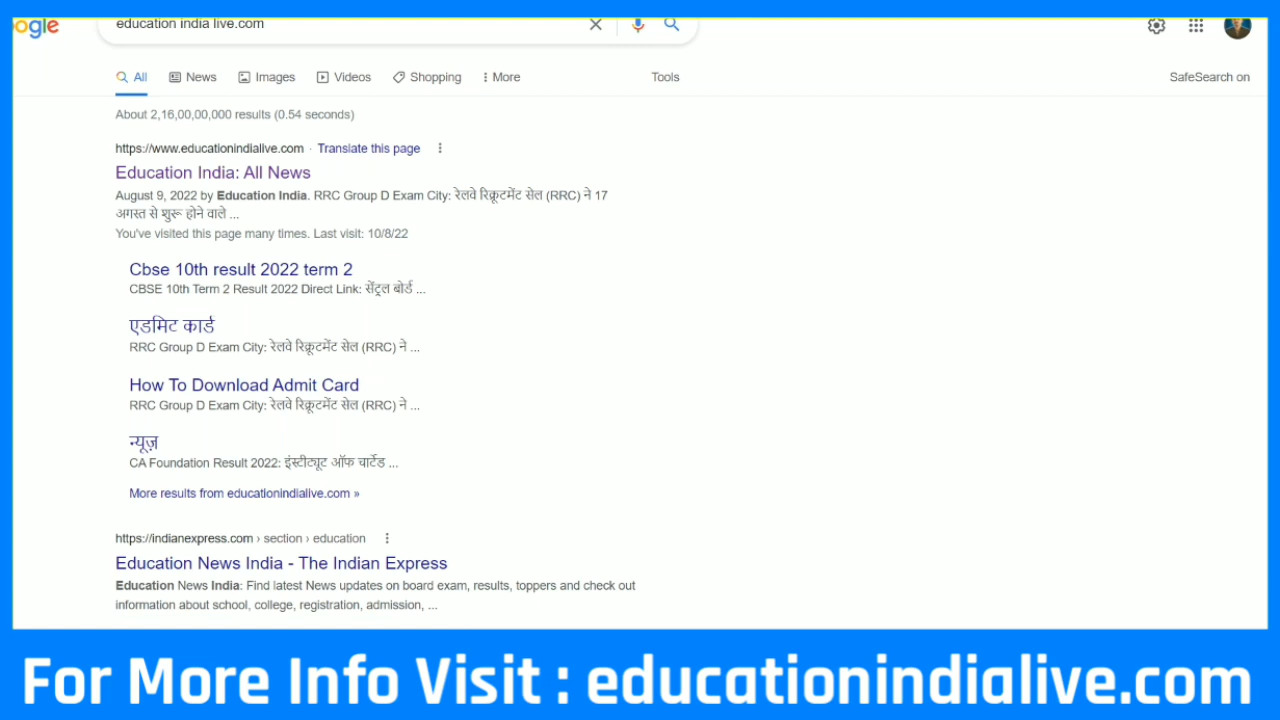 ogle
education india live.com
All News Images Videos Shopping More Tools SafeSearch on
About 2,16,00,00,000 results (0.54 seconds)
https://www.educationindialive.com · Translate this page
Education India: All News
August 9, 2022 by Education India. RRC Group D Exam City: रेलवे रिक्रूटमेंट सेल (RRC) ने 17
अगस्त से शुरू होने वाले ...
You've visited this page many times. Last visit: 10/8/22
Cbse 10th result 2022 term 2
CBSE 10th Term 2 Result 2022 Direct Link: सेंट्रल बोर्ड ...
एडमिट कार्ड
RRC Group D Exam City: रेलवे रिक्रूटमेंट सेल (RRC) ने ...
How To Download Admit Card
RRC Group D Exam City: रेलवे रिक्रूटमेंट सेल (RRC) ने ...
न्यूज़
CA Foundation Result 2022: इंस्टीट्यूट ऑफ चार्टेड ...
More results from educationindialive.com »
https://indianexpress.com › section › education
Education News India - The Indian Express
Education News India: Find latest News updates on board exam, results, toppers and check out
information about school, college, registration, admission, ...
For More Info Visit : educationindialive.com